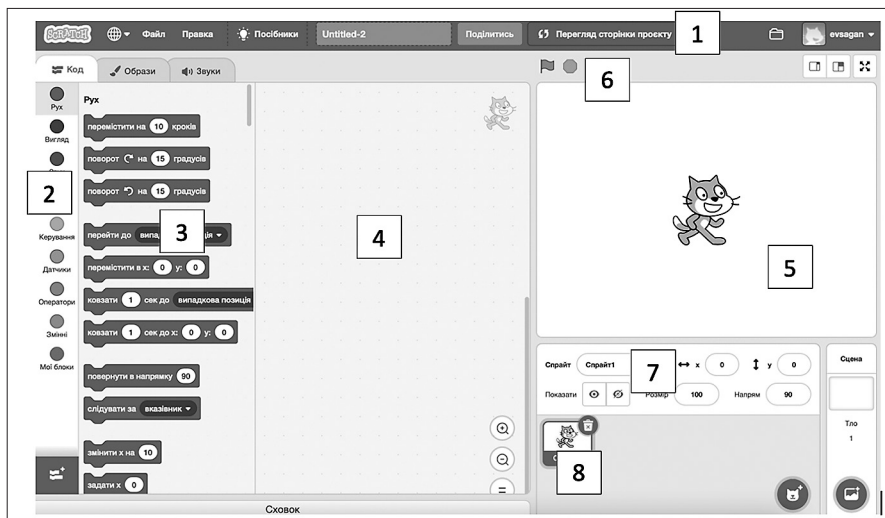 SCRATCH Файл Правка Посібники Untitled-2 Поділитись Перегляд сторінки проєкту 1 evsagan
Код Образи Звуки 6
Рух
Рух
перемістити на 10 кроків
Вигляд
поворот на 15 градусів
2 поворот на 15 градусів
Керування
перейти до 3
4
5
Датчики
перемістити в x: 0 y: 0
Оператори
ковзати 1 сек до випадкова позиція
Змінні
ковзати 1 сек до x: 0 y: 0
Мої блоки
повернути в напрямку 90
слідувати за вказівник
змінити x на 10
задати x 0
Сховок
Спрайт Спрайт1 7 x 0 y 0
Показати Розмір 100 Напрям 90
8
Сцена
Тло
1